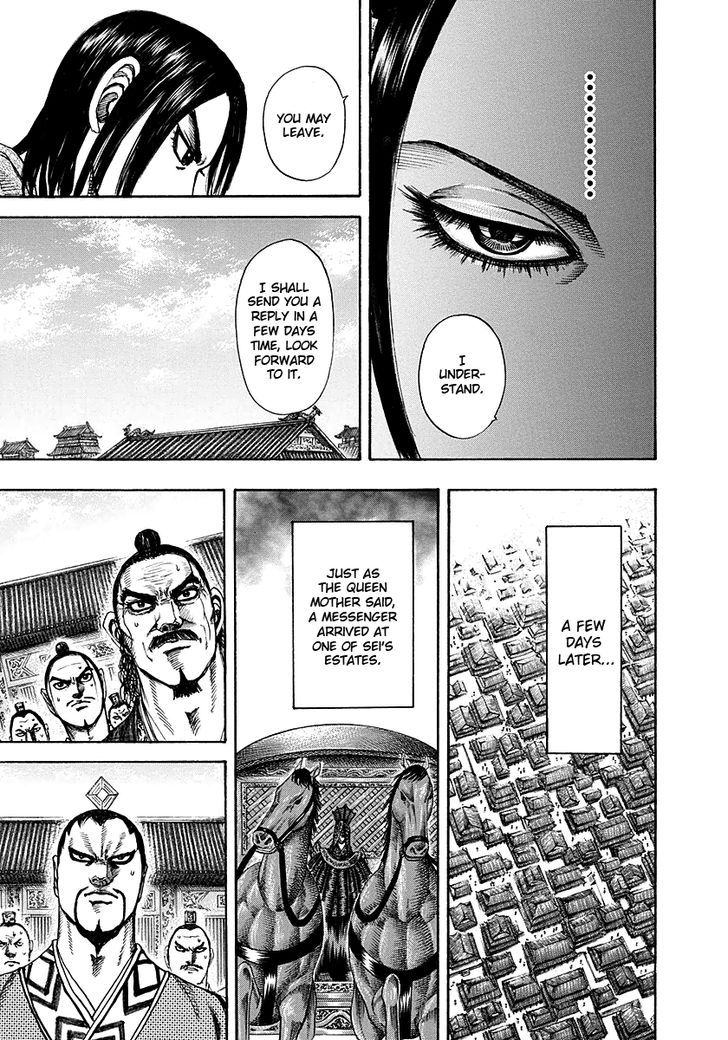 ............
I
UNDER-
STAND.
YOU MAY
LEAVE.
I SHALL
SEND YOU A
REPLY IN A
FEW DAYS
TIME, LOOK
FORWARD
TO IT.
A FEW
DAYS
LATER...
JUST AS
THE QUEEN
MOTHER SAID,
A MESSENGER
ARRIVED AT
ONE OF SEI'S
ESTATES.